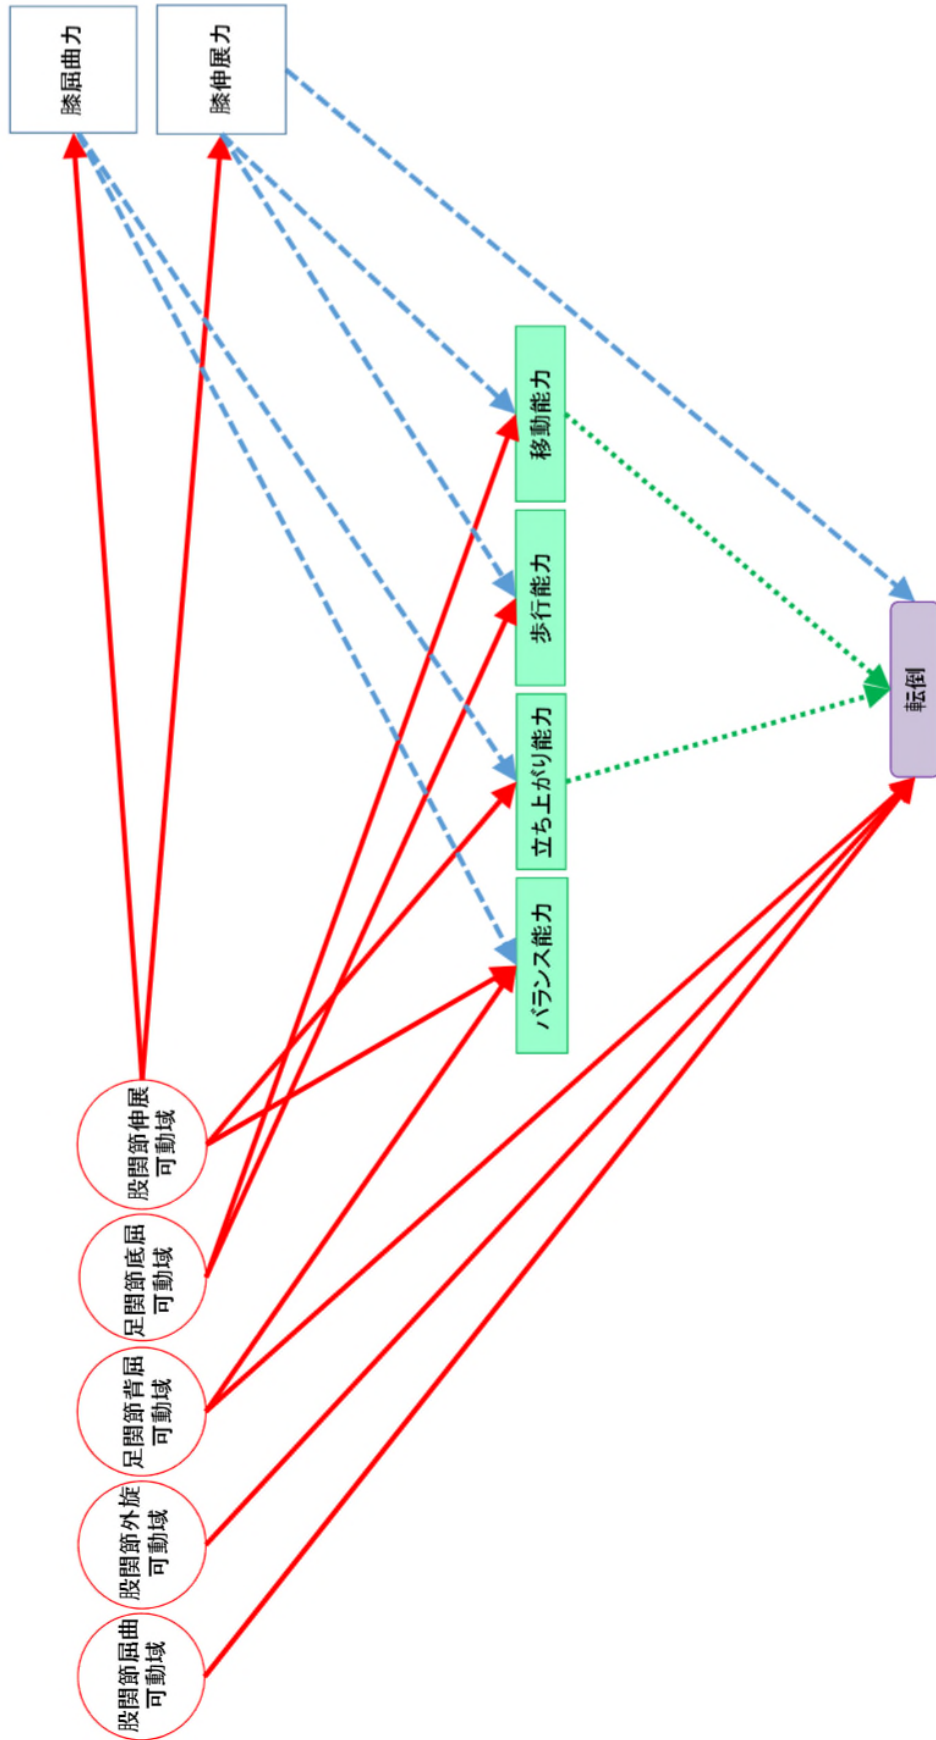 股関節屈曲
可動域
股関節外旋
可動域
足関節背屈
可動域
足関節底屈
可動域
股関節伸展
可動域
膝屈曲力
膝伸展力
バランス能力
立ち上がり能力
歩行能力
移動能力
転倒